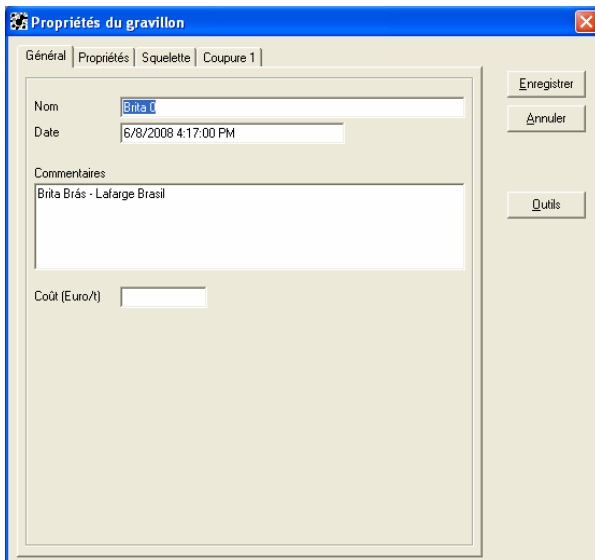 Propriétés du gravillon
Général Propriétés Squelette Coupure 1
Enregistrer
Nom Brita 0
Annuler
Date 6/8/2008 4:17:00 PM
Commentaires
Brita Brás - Lafarge Brasil
Outils
Coût (Euro/t)